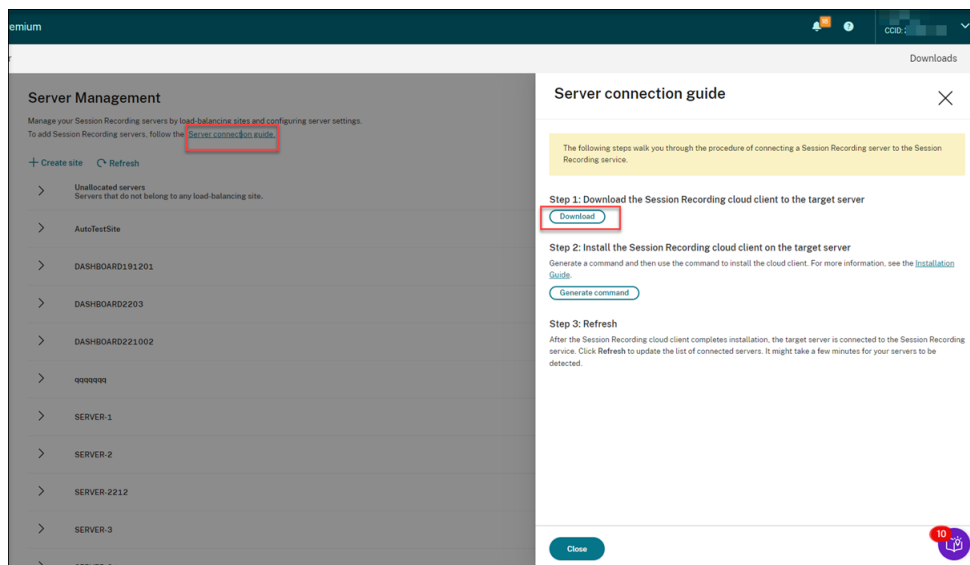 emium
CCID:
Downloads
Server Management
Manage your Session Recording servers by load-balancing sites and configuring server settings.
To add Session Recording servers, follow the Server connection guide.
Create site Refresh
Unallocated servers
Servers that do not belong to any load-balancing site.
AutoTestSite
DASHBOARD191201
DASHBOARD2203
DASHBOARD221002
qqqqqqq
SERVER-1
SERVER-2
SERVER-2212
SERVER-3
Server connection guide
The following steps walk you through the procedure of connecting a Session Recording server to the Session
Recording service.
Step 1: Download the Session Recording cloud client to the target server
Download
Step 2: Install the Session Recording cloud client on the target server
Generate a command and then use the command to install the cloud client. For more information, see the Installation
Guide.
Generate command
Step 3: Refresh
After the Session Recording cloud client completes installation, the target server is connected to the Session Recording
service. Click Refresh to update the list of connected servers. It might take a few minutes for your servers to be
detected.
Close
10